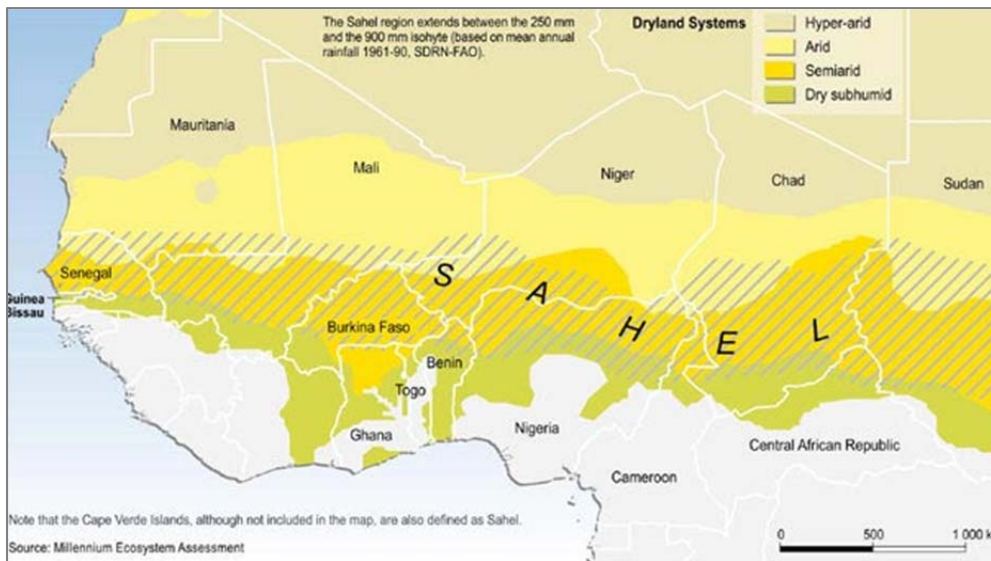 The Sahel region extends between the 250 mm
and the 900 mm isohyte (based on mean annual
rainfall 1961-90, SDRN-FAO).
Dryland Systems
Hyper-arid
Arid
Semiarid
Dry subhumid
Mauritania
Mali
Niger
Chad
Sudan
Senegal
SAHEL
Guinea
Bissau
Burkina Faso
Benin
Togo
Ghana
Nigeria
Central African Republic
Cameroon
Note that the Cape Verde Islands, although not included in the map, are also defined as Sahel.
Source: Millennium Ecosystem Assessment
0 500 1 000 k